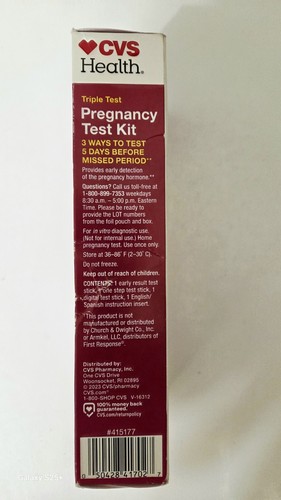 CVS
Health®
Triple Test
Pregnancy
Test Kit
3 WAYS TO TEST
5 DAYS BEFORE
MISSED PERIOD**
Provides early detection
of the pregnancy hormone.**
Questions? Call us toll-free at
1-800-899-7353 weekdays
8:30 a.m. – 5:00 p.m. Eastern
Time. Please be ready to
provide the LOT numbers
from the foil pouch and box.
For in vitro diagnostic use.
(Not for internal use.) Home
pregnancy test. Use once only.
Store at 36–86° F (2–30° C).
Do not freeze.
Keep out of reach of children.
CONTENTS: 1 early result test
stick, 1 one step test stick, 1
digital test stick, 1 English/
Spanish instruction insert.
†This product is not
manufactured or distributed
by Church & Dwight Co., Inc.
or Armkel, LLC, distributors of
First Response®.
Distributed by:
CVS Pharmacy, Inc.
One CVS Drive
Woonsocket, RI 02895
© 2023 CVS/pharmacy
CVS.com®
1-800-SHOP CVS V-16312
100% money back
guaranteed.
CVS.com/returnpolicy
#415177
50428 41702